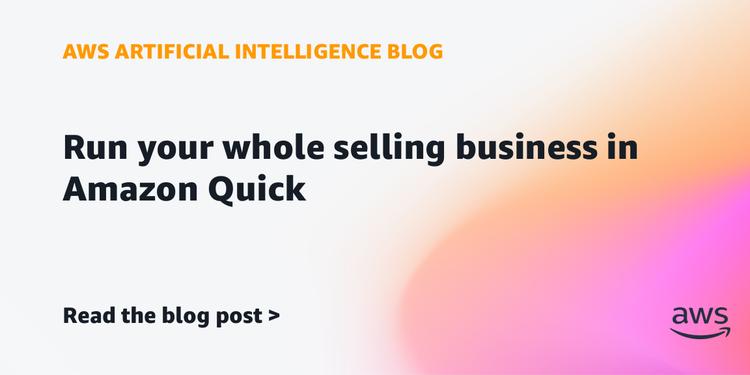 AWS ARTIFICIAL INTELLIGENCE BLOG
Run your whole selling business in
Amazon Quick
Read the blog post >
aws